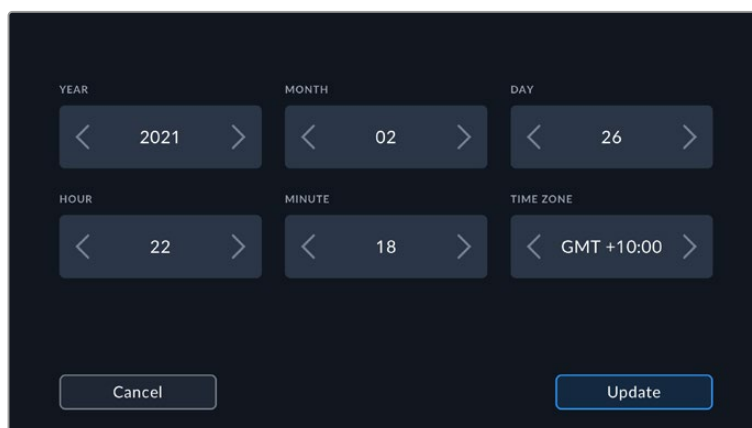 YEAR MONTH DAY
2021 02 26
HOUR MINUTE TIME ZONE
22 18 GMT +10:00
Cancel Update